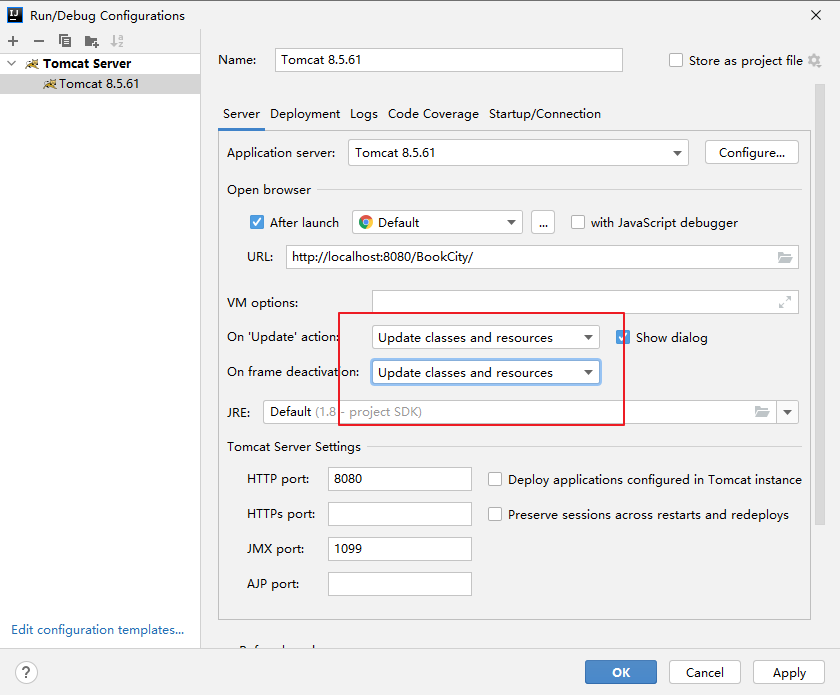 Run/Debug Configurations
Tomcat Server
Tomcat 8.5.61
Name: Tomcat 8.5.61 Store as project file
Server Deployment Logs Code Coverage Startup/Connection
Application server: Tomcat 8.5.61 Configure...
Open browser
After launch Default ... with JavaScript debugger
URL: http://localhost:8080/BookCity/
VM options:
On 'Update' action: Update classes and resources Show dialog
On frame deactivation: Update classes and resources
JRE: Default (1.8 - project SDK)
Tomcat Server Settings
HTTP port: 8080 Deploy applications configured in Tomcat instance
HTTPs port: Preserve sessions across restarts and redeploys
JMX port: 1099
AJP port:
Edit configuration templates...
? OK Cancel Apply